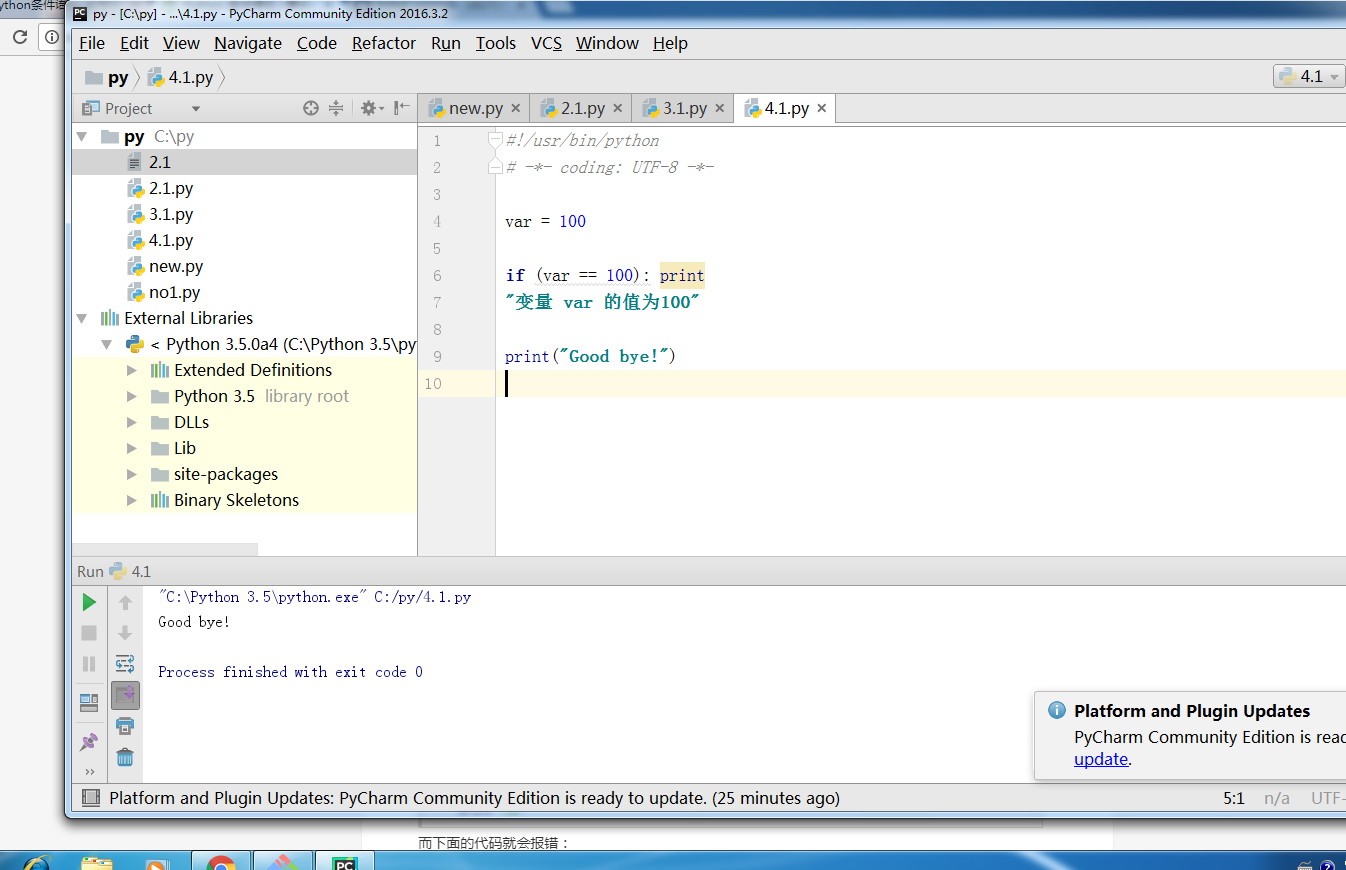 ython条件语
py - [C:\py] - ...\4.1.py - PyCharm Community Edition 2016.3.2
File Edit View Navigate Code Refactor Run Tools VCS Window Help
py 4.1.py 4.1
Project new.py 2.1.py 3.1.py 4.1.py
py C:\py
2.1
2.1.py
3.1.py
4.1.py
new.py
no1.py
External Libraries
< Python 3.5.0a4 (C:\Python 3.5\py
Extended Definitions
Python 3.5 library root
DLLs
Lib
site-packages
Binary Skeletons
1 #!/usr/bin/python
2 # -*- coding: UTF-8 -*-
3
4 var = 100
5
6 if (var == 100): print
7 "变量 var 的值为100"
8
9 print("Good bye!")
10
Run 4.1
"C:\Python 3.5\python.exe" C:/py/4.1.py
Good bye!
Process finished with exit code 0
Platform and Plugin Updates
PyCharm Community Edition is reac
update.
Platform and Plugin Updates: PyCharm Community Edition is ready to update. (25 minutes ago) 5:1 n/a UTF-
而下面的代码就会报错：
PC